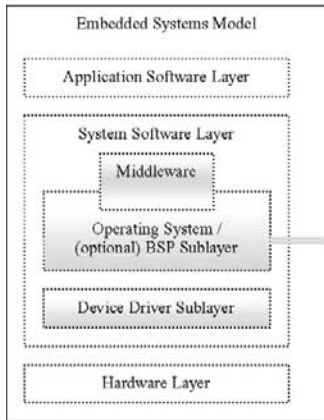 Embedded Systems Model
Application Software Layer
System Software Layer
Middleware
Operating System /
(optional) BSP Sublayer
Device Driver Sublayer
Hardware Layer